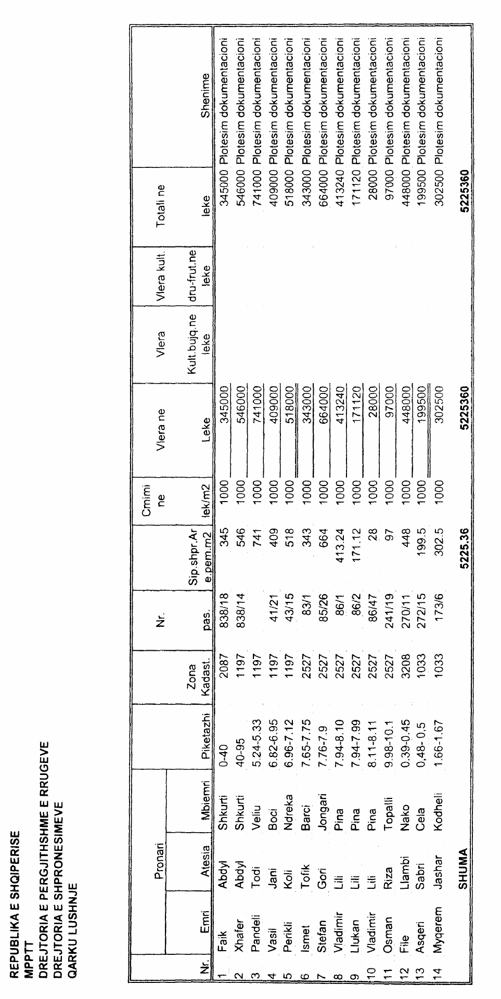 REPUBLIKA E SHQIPERISE
MPPTT
DREJTORIA E PERGJITHSHME E RRUGEVE
DREJTORIA E SHPRONESIMEVE
QARKU LUSHNJE
Pronari Nr. Cmimi ne Vlera ne Vlera Vlera kult. Totali ne
Nr. Emri Atesia Mbiemri Piketazhi Zona Kadast. pas. Sip.shpr.Ar e.pem.m2 lek/m2 Leke Kult.bujq.ne leke dru-frut.ne leke leke Shenime
1 Faik Abdyl Shkurti 0-40 2087 838/18 345 1000 345000 345000 Plotesim dokumentacioni
2 Xhafer Abdyl Shkurti 40-95 1197 838/14 546 1000 546000 546000 Plotesim dokumentacioni
3 Pandeli Todi Veliu 5.24-5.33 1197 741 1000 741000 741000 Plotesim dokumentacioni
4 Vasil Jani Boci 6.82-6.95 1197 41/21 409 1000 409000 409000 Plotesim dokumentacioni
5 Perikli Koli Ndreka 6.96-7.12 1197 43/15 518 1000 518000 518000 Plotesim dokumentacioni
6 Ismet Tofik Barci 7.65-7.75 2527 83/1 343 1000 343000 343000 Plotesim dokumentacioni
7 Stefan Gori Jongari 7.76-7.9 2527 85/26 664 1000 664000 664000 Plotesim dokumentacioni
8 Vladimir Lili Pina 7.94-8.10 2527 86/1 413.24 1000 413240 413240 Plotesim dokumentacioni
9 Llukan Lili Pina 7.94-7.99 2527 86/2 171.12 1000 171120 171120 Plotesim dokumentacioni
10 Vladimir Lili Pina 8.11-8.11 2527 86/47 28 1000 28000 28000 Plotesim dokumentacioni
11 Osman Riza Topalli 9.98-10.1 2527 241/19 97 1000 97000 97000 Plotesim dokumentacioni
12 File Llambi Nako 0.39-0.45 3208 270/11 448 1000 448000 448000 Plotesim dokumentacioni
13 Asqeri Sabri Cela 0,48- 0,5 1033 272/15 199.5 1000 199500 199500 Plotesim dokumentacioni
14 Myqerem Jashar Kodheli 1.66-1.67 1033 173/6 302.5 1000 302500 302500 Plotesim dokumentacioni
SHUMA 5225.36 5225360 5225360